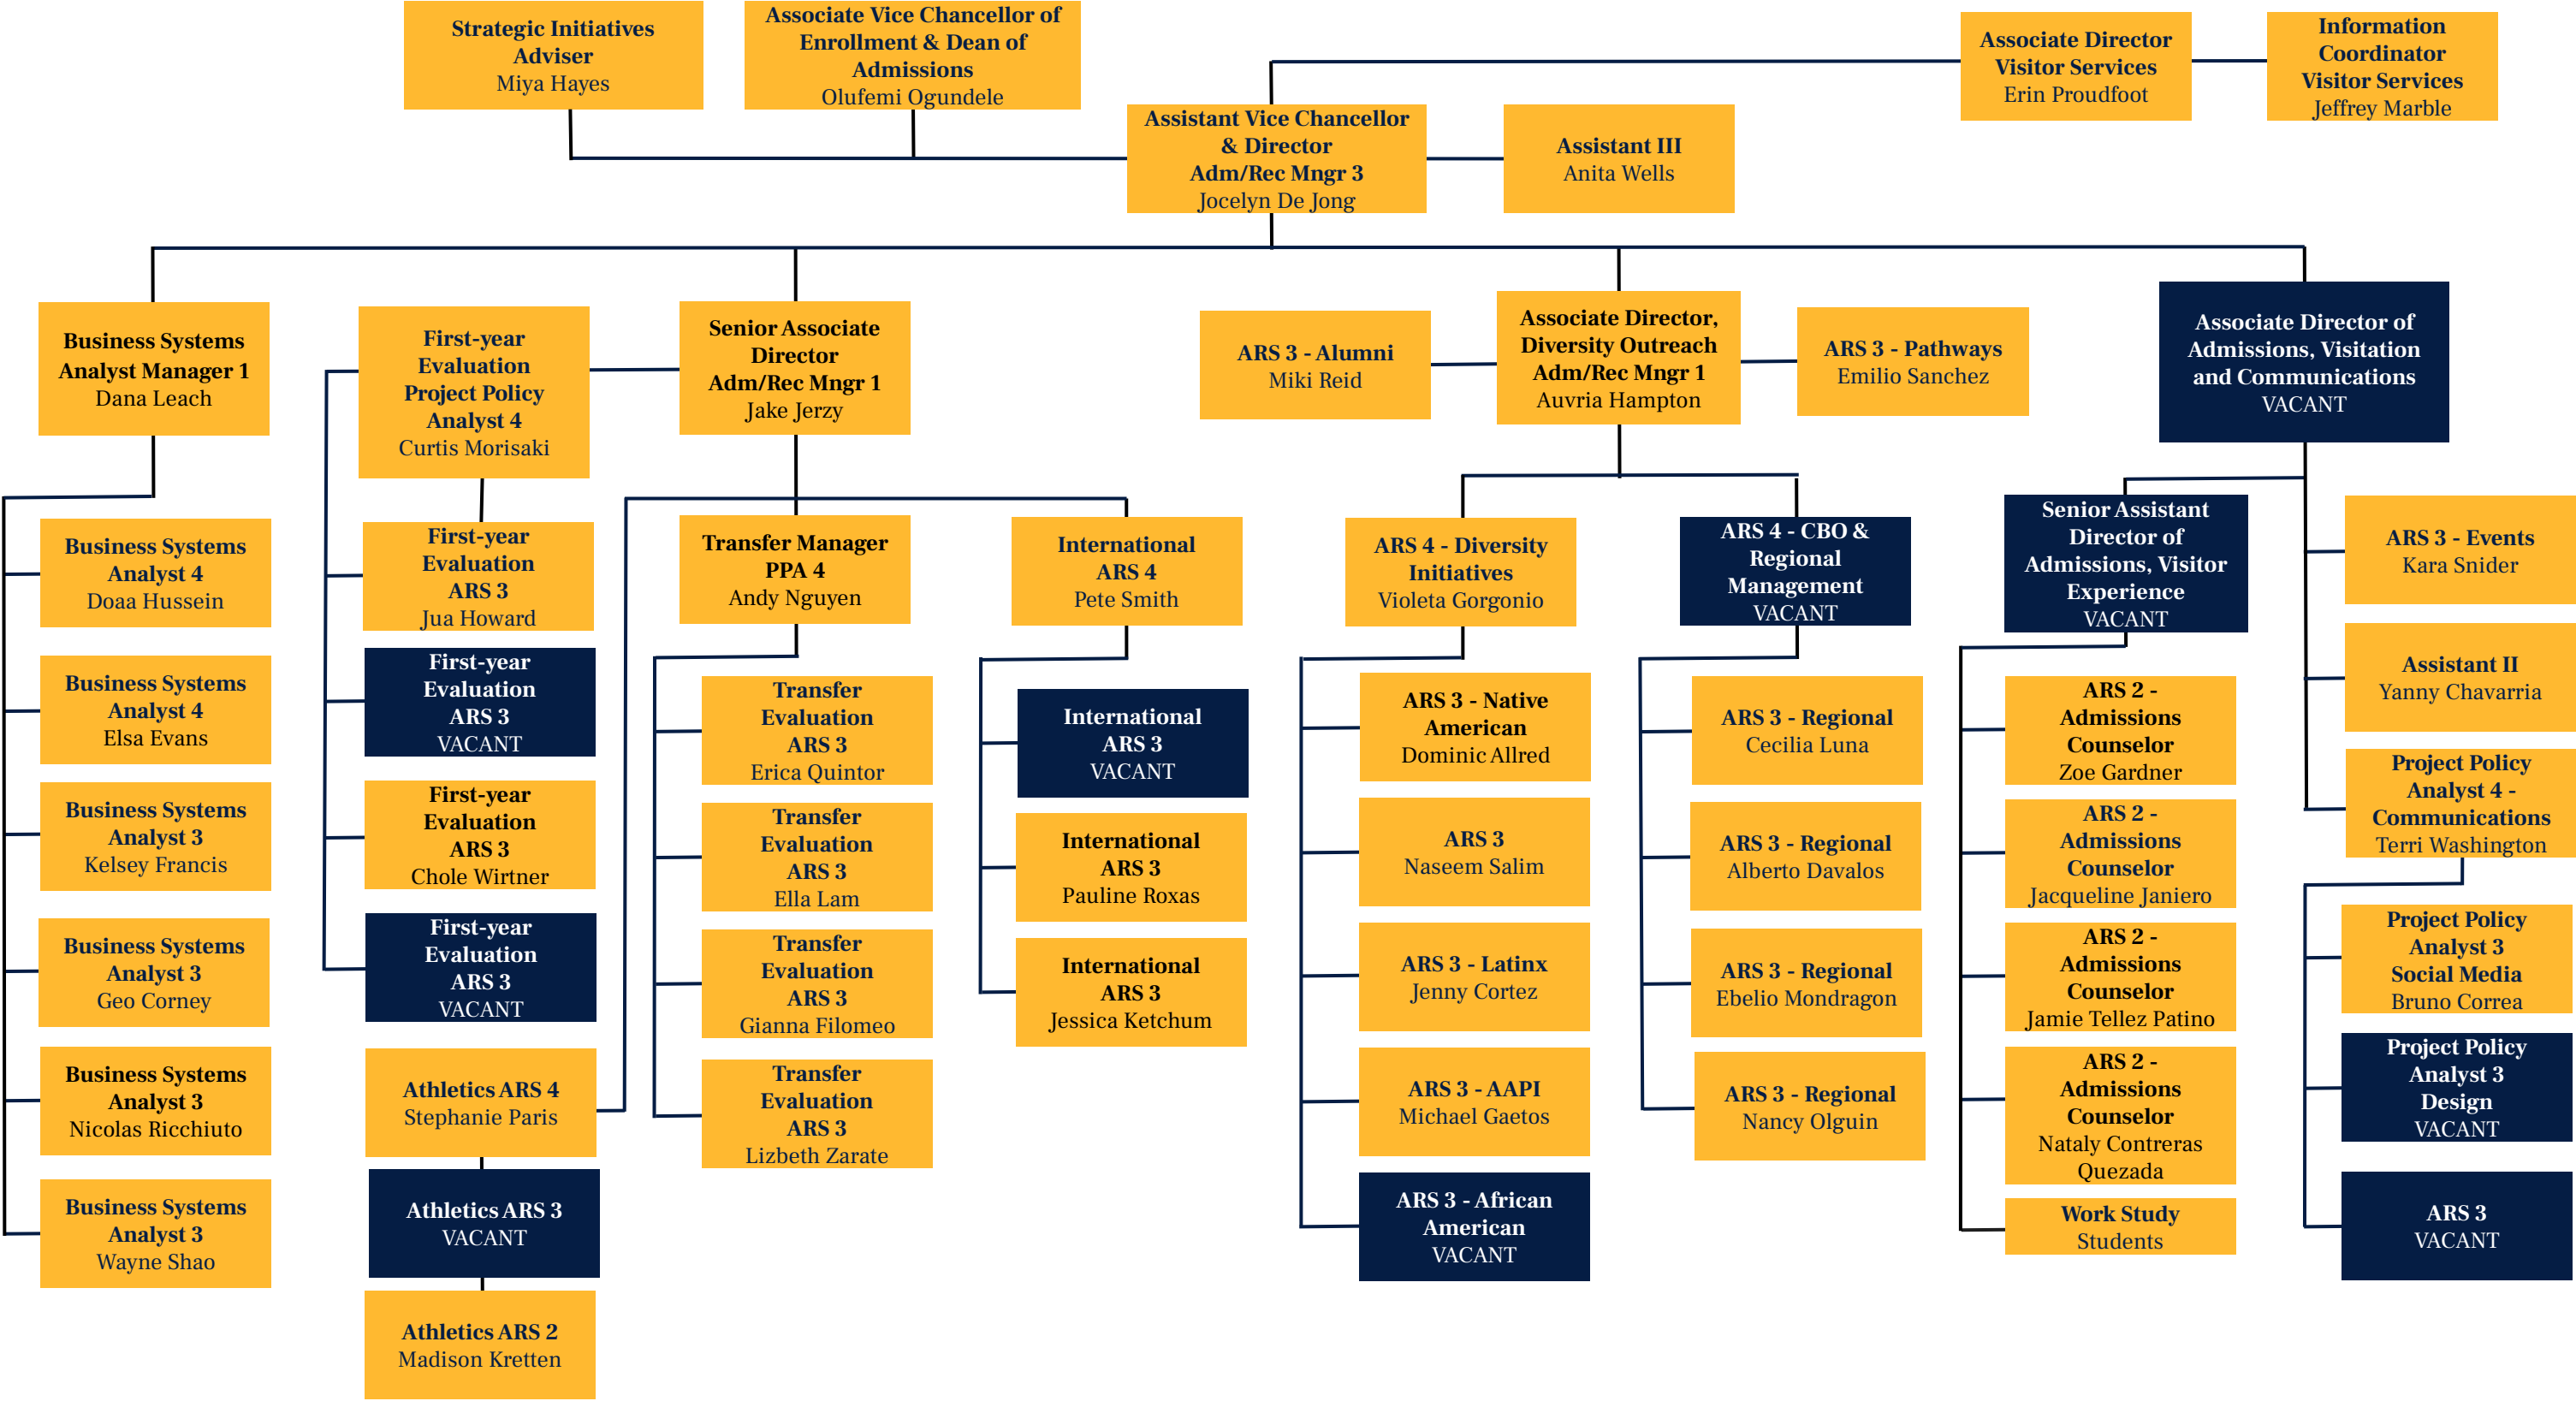 Strategic Initiatives
Adviser
Miya Hayes
Associate Vice Chancellor of
Enrollment & Dean of
Admissions
Olufemi Ogundele
Assistant Vice Chancellor
& Director
Adm/Rec Mngr 3
Jocelyn De Jong
Assistant III
Anita Wells
Associate Director
Visitor Services
Erin Proudfoot
Information
Coordinator
Visitor Services
Jeffrey Marble
Business Systems
Analyst Manager 1
Dana Leach
Business Systems
Analyst 4
Doaa Hussein
Business Systems
Analyst 4
Elsa Evans
Business Systems
Analyst 3
Kelsey Francis
Business Systems
Analyst 3
Geo Corney
Business Systems
Analyst 3
Nicolas Ricchiuto
Business Systems
Analyst 3
Wayne Shao
First-year
Evaluation
Project Policy
Analyst 4
Curtis Morisaki
First-year
Evaluation
ARS 3
Jua Howard
First-year
Evaluation
ARS 3
VACANT
First-year
Evaluation
ARS 3
Chole Wirtner
First-year
Evaluation
ARS 3
VACANT
Athletics ARS 4
Stephanie Paris
Athletics ARS 3
VACANT
Athletics ARS 2
Madison Kretten
Senior Associate
Director
Adm/Rec Mngr 1
Jake Jerzy
Transfer Manager
PPA 4
Andy Nguyen
Transfer
Evaluation
ARS 3
Erica Quintor
Transfer
Evaluation
ARS 3
Ella Lam
Transfer
Evaluation
ARS 3
Gianna Filomeo
Transfer
Evaluation
ARS 3
Lizbeth Zarate
International
ARS 4
Pete Smith
International
ARS 3
VACANT
International
ARS 3
Pauline Roxas
International
ARS 3
Jessica Ketchum
ARS 3 - Alumni
Miki Reid
Associate Director,
Diversity Outreach
Adm/Rec Mngr 1
Auvria Hampton
ARS 3 - Pathways
Emilio Sanchez
ARS 4 - Diversity
Initiatives
Violeta Gorgonio
ARS 3 - Native
American
Dominic Allred
ARS 3
Naseem Salim
ARS 3 - Latinx
Jenny Cortez
ARS 3 - AAPI
Michael Gaetos
ARS 3 - African
American
VACANT
ARS 4 - CBO &
Regional
Management
VACANT
ARS 3 - Regional
Cecilia Luna
ARS 3 - Regional
Alberto Davalos
ARS 3 - Regional
Ebelio Mondragon
ARS 3 - Regional
Nancy Olguin
Associate Director of
Admissions, Visitation
and Communications
VACANT
Senior Assistant
Director of
Admissions, Visitor
Experience
VACANT
ARS 2 -
Admissions
Counselor
Zoe Gardner
ARS 2 -
Admissions
Counselor
Jacqueline Janiero
ARS 2 -
Admissions
Counselor
Jamie Tellez Patino
ARS 2 -
Admissions
Counselor
Nataly Contreras
Quezada
Work Study
Students
ARS 3 - Events
Kara Snider
Assistant II
Yanny Chavarria
Project Policy
Analyst 4 -
Communications
Terri Washington
Project Policy
Analyst 3
Social Media
Bruno Correa
Project Policy
Analyst 3
Design
VACANT
ARS 3
VACANT